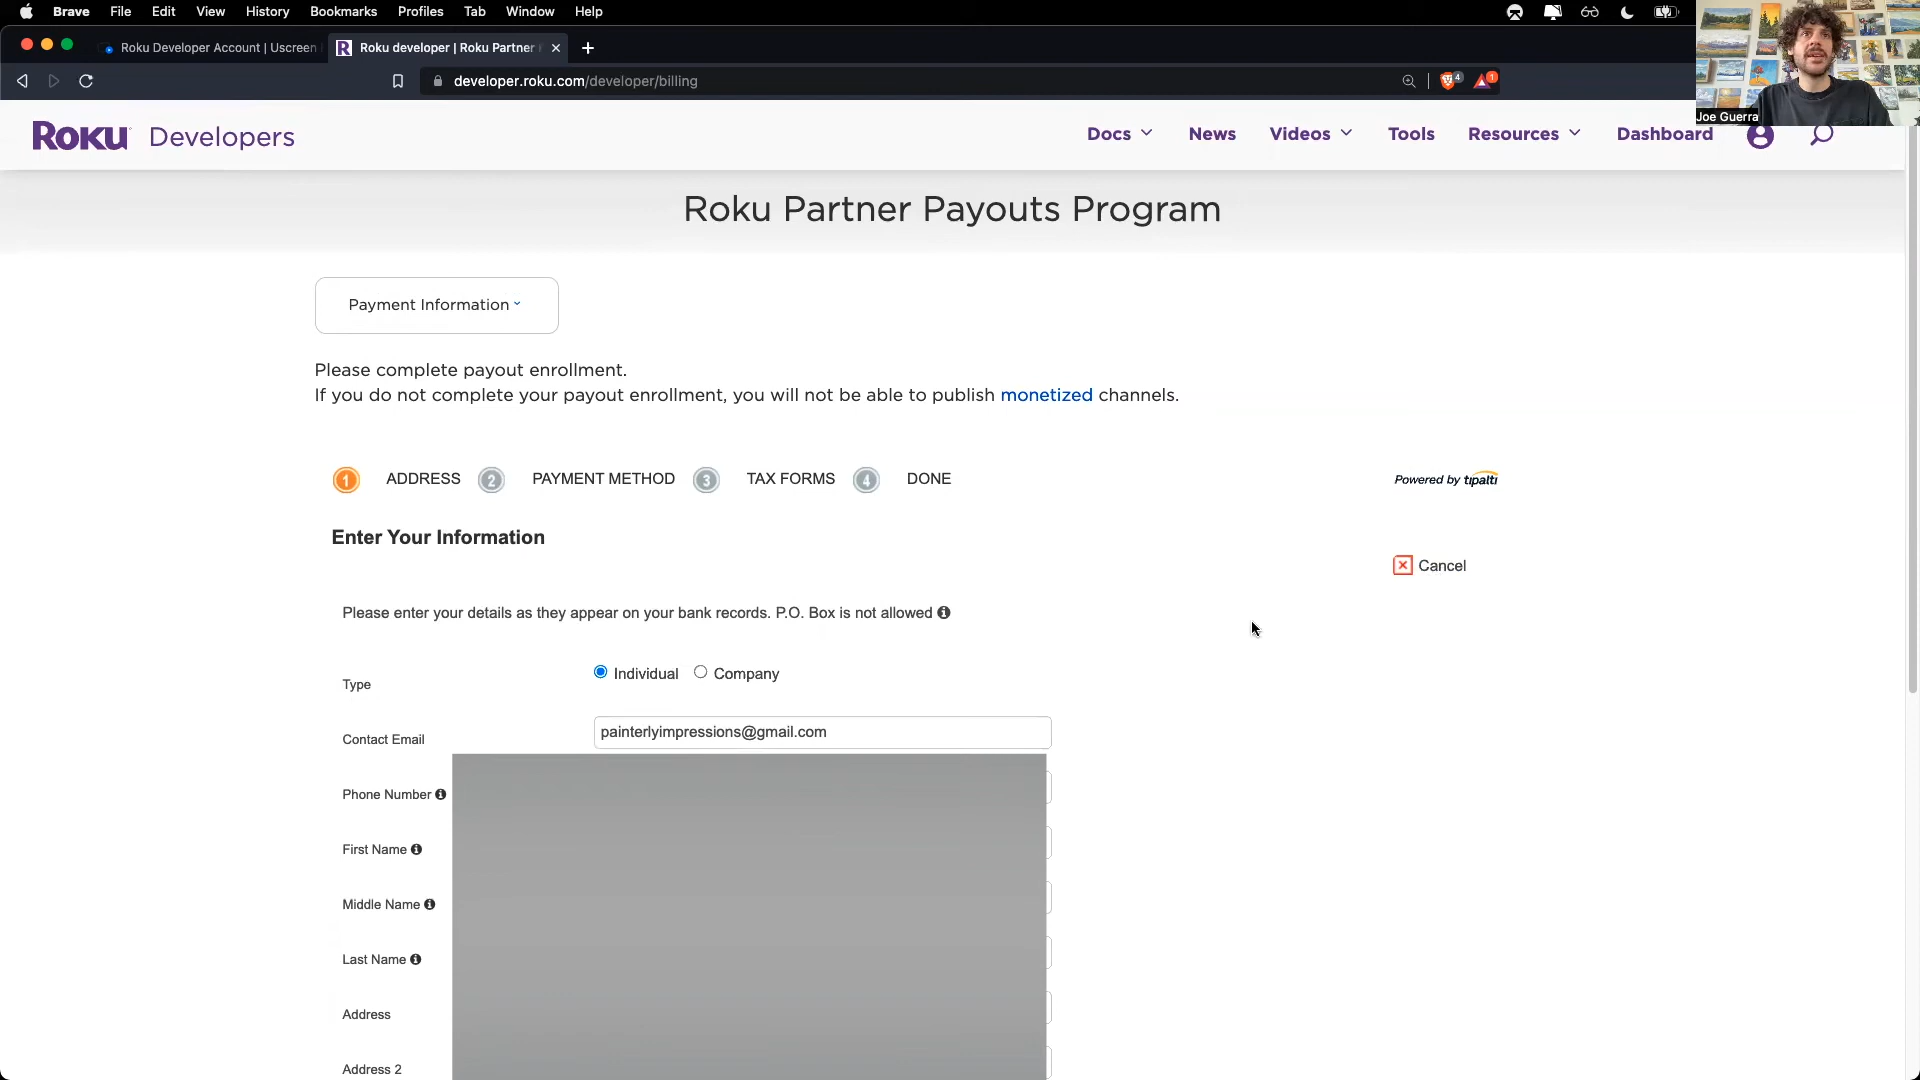 Brave File Edit View History Bookmarks Profiles Tab Window Help
Roku Developer Account | Uscreen
Roku developer | Roku Partner
developer.roku.com/developer/billing
4
1
Joe Guerra
ROKU Developers
Docs News Videos Tools Resources Dashboard
Roku Partner Payouts Program
Payment Information
Please complete payout enrollment.
If you do not complete your payout enrollment, you will not be able to publish monetized channels.
1 ADDRESS 2 PAYMENT METHOD 3 TAX FORMS 4 DONE
Powered by tipalti
Enter Your Information
Cancel
Please enter your details as they appear on your bank records. P.O. Box is not allowed
Type
Individual Company
Contact Email
painterlyimpressions@gmail.com
Phone Number
First Name
Middle Name
Last Name
Address
Address 2